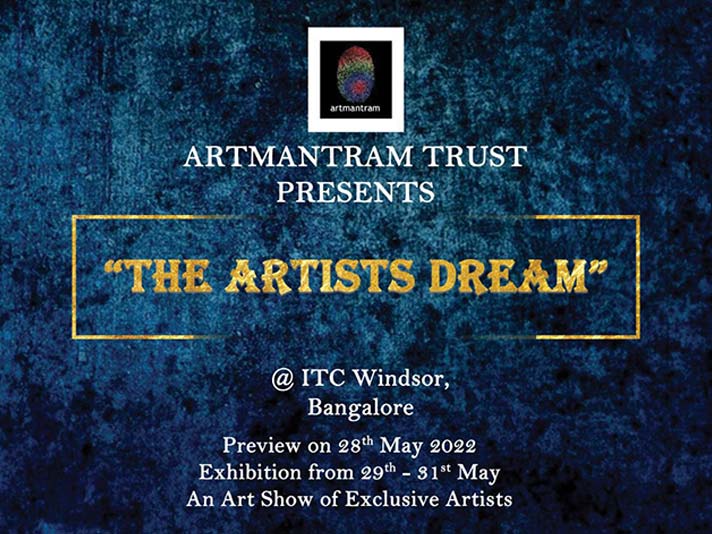 artmantram
ARTMANTRAM TRUST
PRESENTS
“THE ARTISTS DREAM”
@ ITC Windsor,
Bangalore
Preview on 28th May 2022
Exhibition from 29th - 31st May
An Art Show of Exclusive Artists